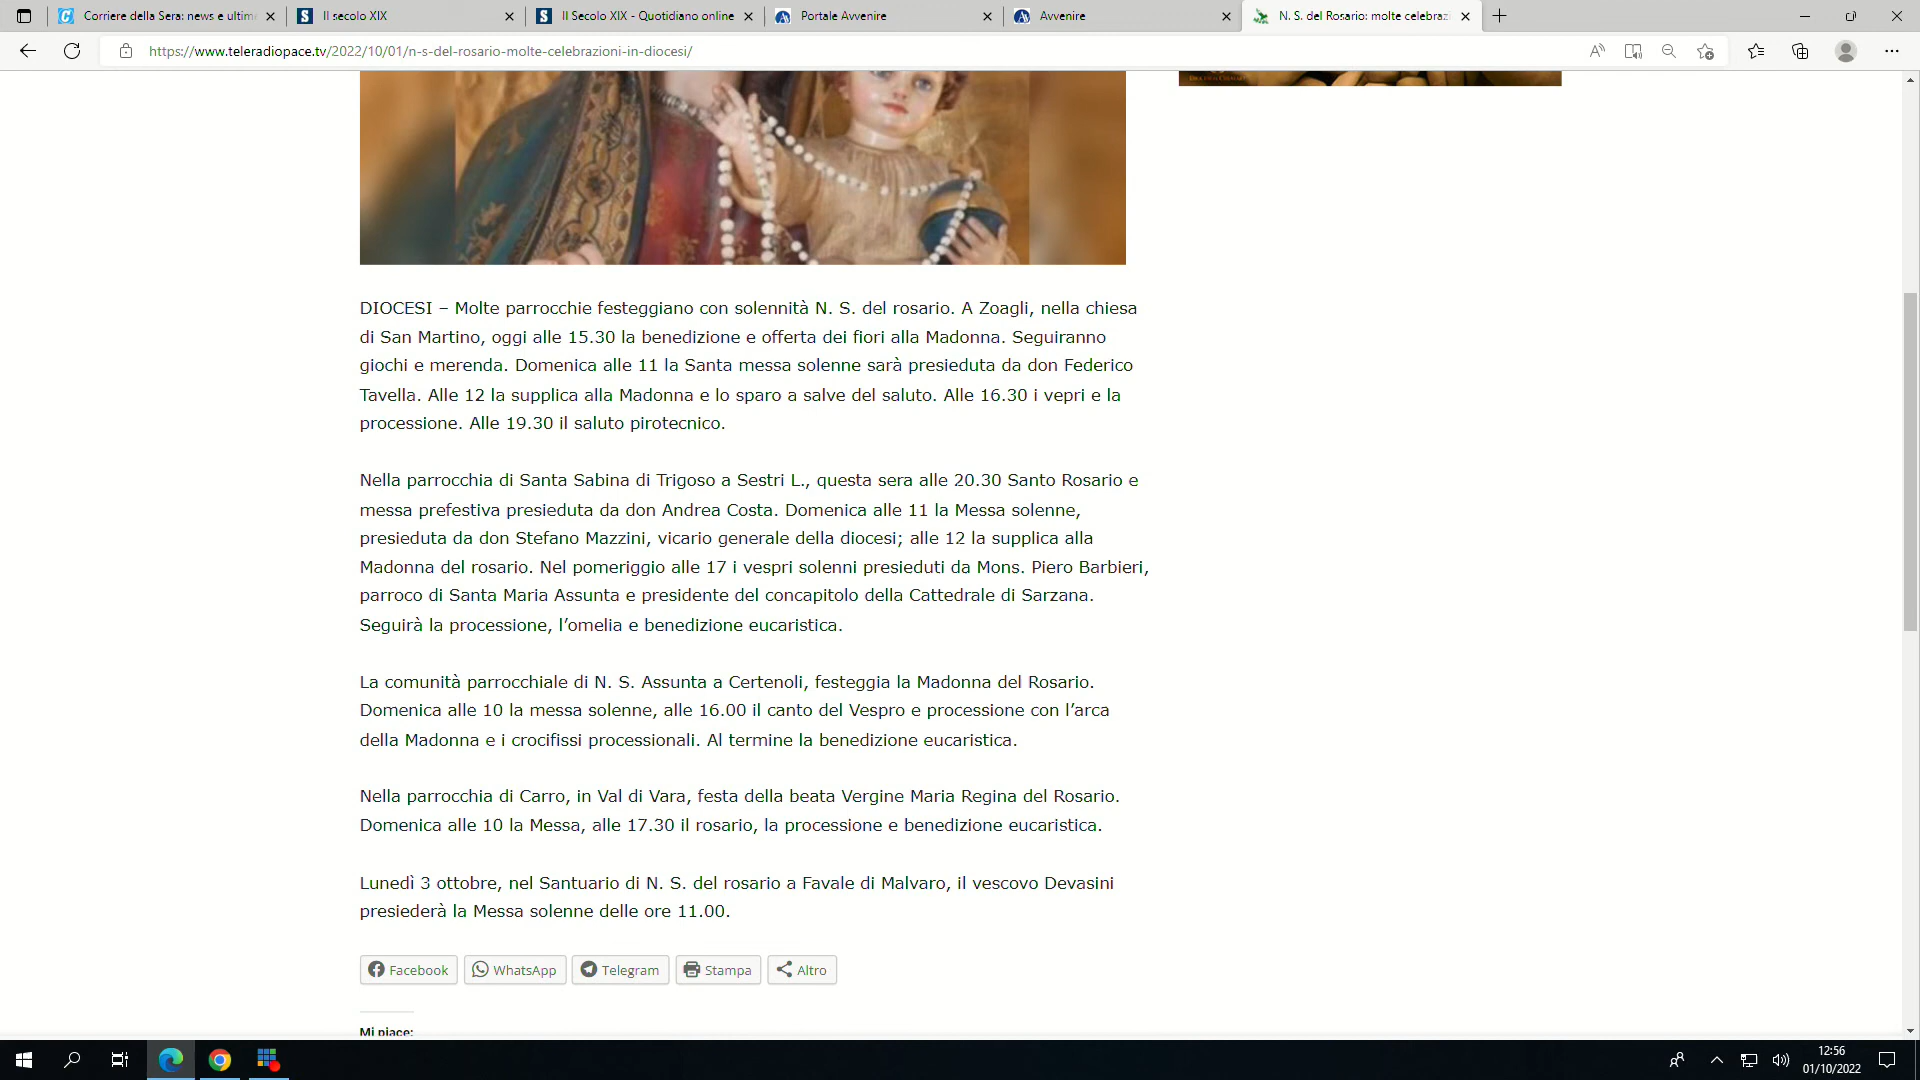 Corriere della Sera: news e ultim
Il secolo XIX
Il Secolo XIX - Quotidiano online
Portale Avvenire
Avvenire
N. S. del Rosario: molte celebraz
https://www.teleradiopace.tv/2022/10/01/n-s-del-rosario-molte-celebrazioni-in-diocesi/
DIOCESI – Molte parrocchie festeggiano con solennità N. S. del rosario. A Zoagli, nella chiesa
di San Martino, oggi alle 15.30 la benedizione e offerta dei fiori alla Madonna. Seguiranno
giochi e merenda. Domenica alle 11 la Santa messa solenne sarà presieduta da don Federico
Tavella. Alle 12 la supplica alla Madonna e lo sparo a salve del saluto. Alle 16.30 i vepri e la
processione. Alle 19.30 il saluto pirotecnico.
Nella parrocchia di Santa Sabina di Trigoso a Sestri L., questa sera alle 20.30 Santo Rosario e
messa prefestiva presieduta da don Andrea Costa. Domenica alle 11 la Messa solenne,
presieduta da don Stefano Mazzini, vicario generale della diocesi; alle 12 la supplica alla
Madonna del rosario. Nel pomeriggio alle 17 i vespri solenni presieduti da Mons. Piero Barbieri,
parroco di Santa Maria Assunta e presidente del concapitolo della Cattedrale di Sarzana.
Seguirà la processione, l’omelia e benedizione eucaristica.
La comunità parrocchiale di N. S. Assunta a Certenoli, festeggia la Madonna del Rosario.
Domenica alle 10 la messa solenne, alle 16.00 il canto del Vespro e processione con l’arca
della Madonna e i crocifissi processionali. Al termine la benedizione eucaristica.
Nella parrocchia di Carro, in Val di Vara, festa della beata Vergine Maria Regina del Rosario.
Domenica alle 10 la Messa, alle 17.30 il rosario, la processione e benedizione eucaristica.
Lunedì 3 ottobre, nel Santuario di N. S. del rosario a Favale di Malvaro, il vescovo Devasini
presiederà la Messa solenne delle ore 11.00.
Facebook
WhatsApp
Telegram
Stampa
Altro
Mi piace:
12:56
01/10/2022